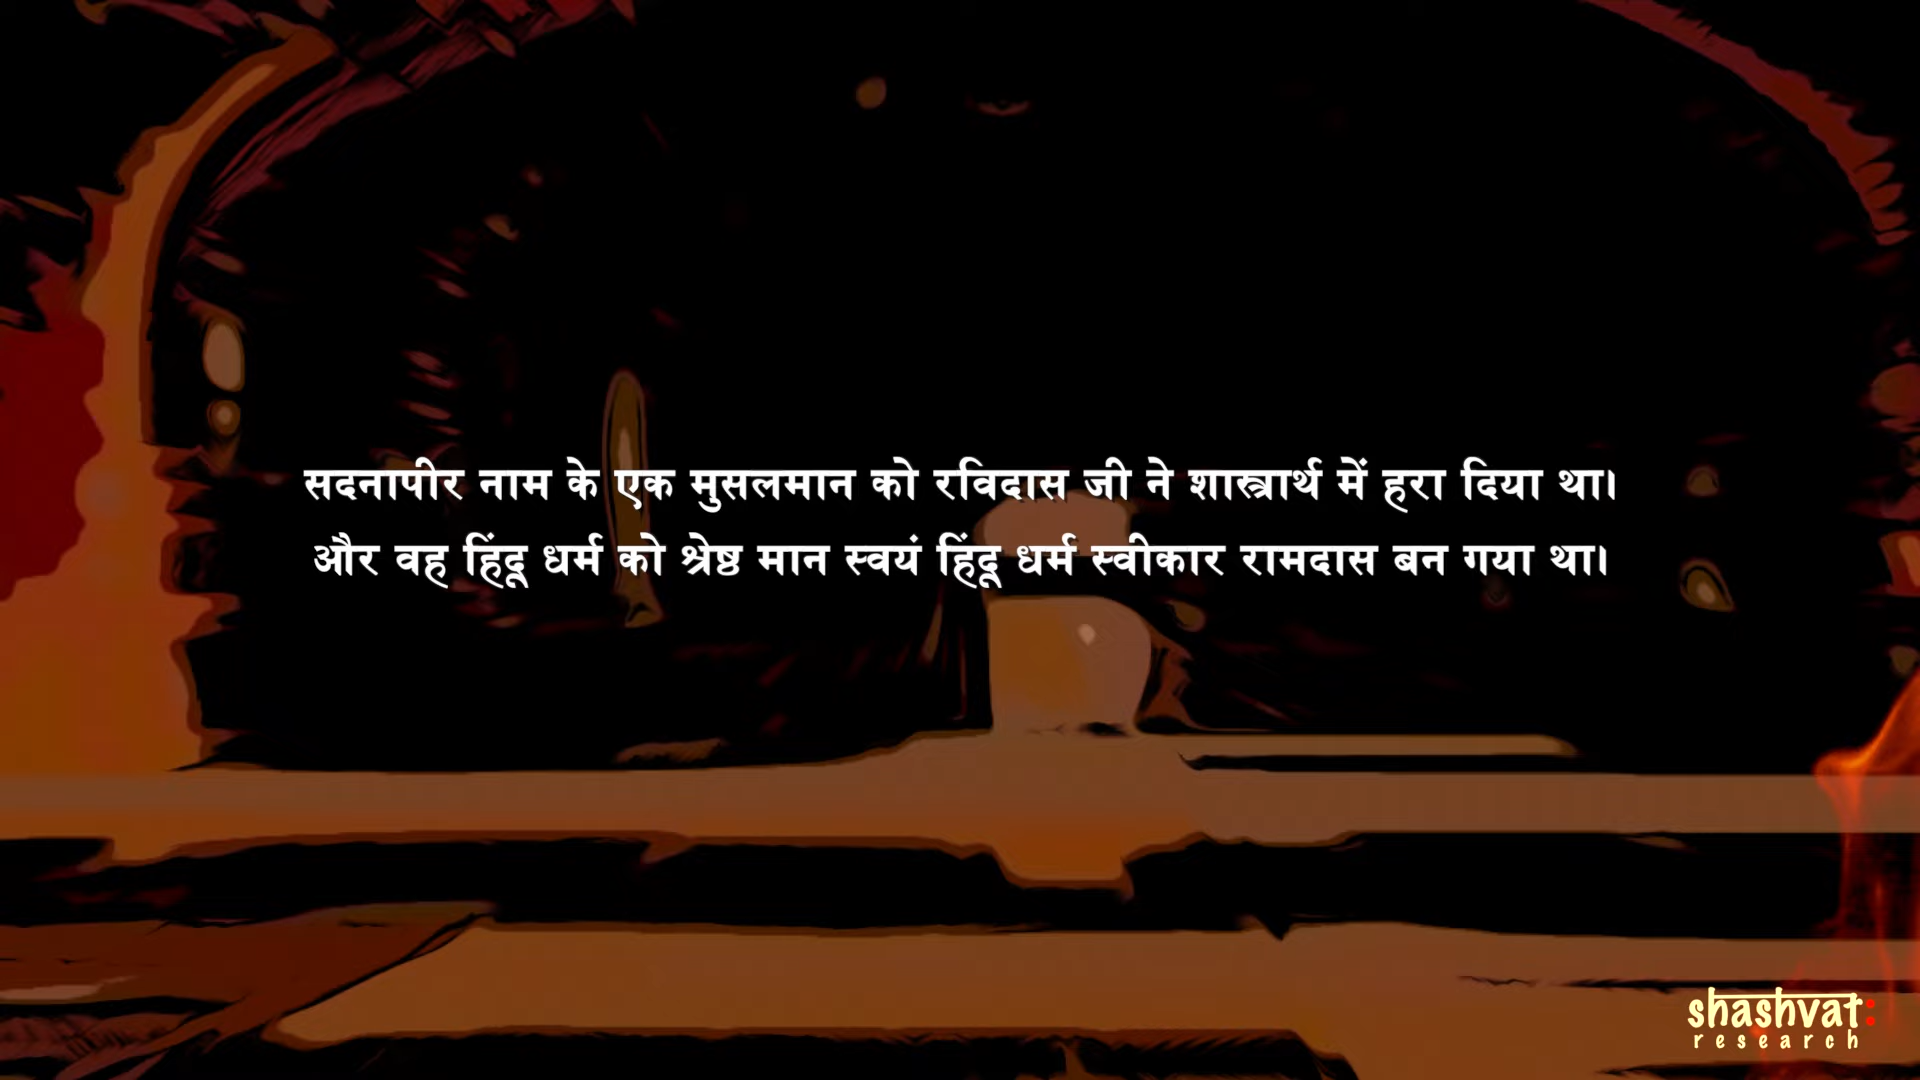 सदनापीर नाम के एक मुसलमान को रविदास जी ने शास्त्रार्थ में हरा दिया था।
और वह हिंदू धर्म को श्रेष्ठ मान स्वयं हिंदू धर्म स्वीकार रामदास बन गया था।
shashvat:
research